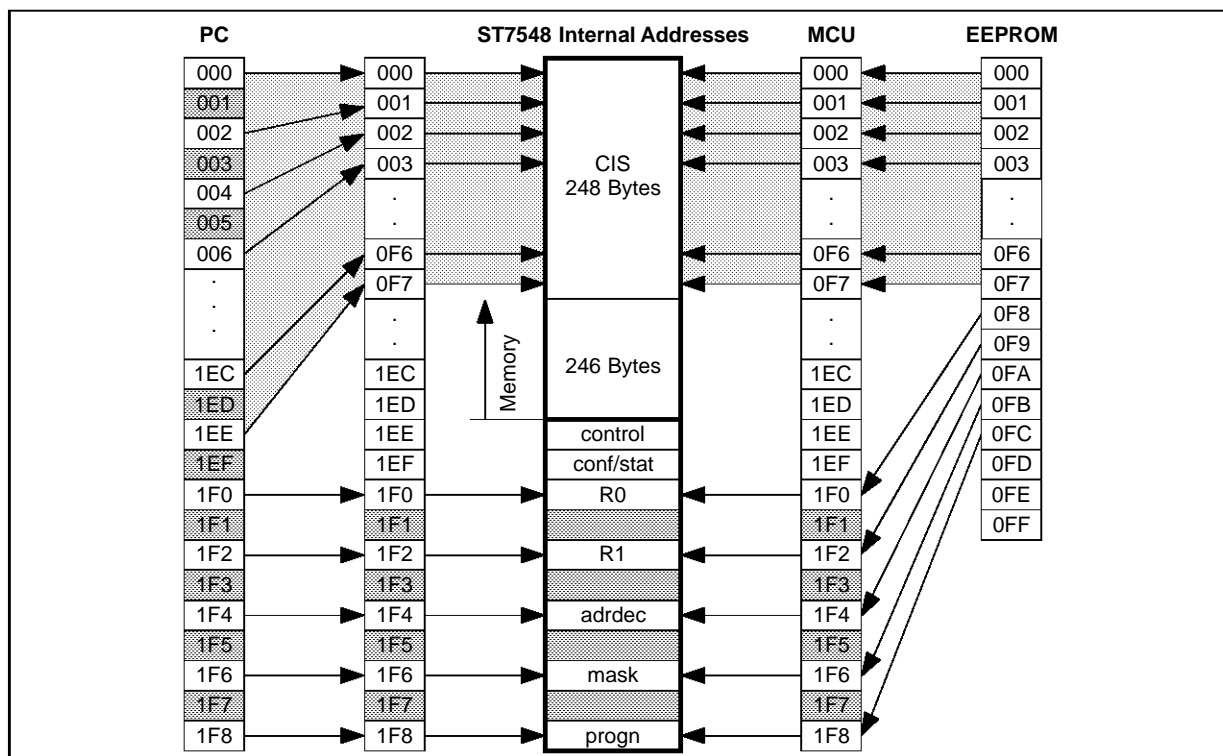 PC ST7548 Internal Addresses MCU EEPROM
000 000 000 000
001 001 001 001
002 002 002 002
003 003 CIS 003 003
004 . 248 Bytes . .
005 . . .
006 0F6 0F6 0F6
. 0F7 0F7 0F7
. . . 0F8
. . . 0F9
1EC 1EC 246 Bytes 1EC 0FA
1ED 1ED Memory 1ED 0FB
1EE 1EE control 1EE 0FC
1EF 1EF conf/stat 1EF 0FD
1F0 1F0 R0 1F0 0FE
1F1 1F1 1F1 0FF
1F2 1F2 R1 1F2
1F3 1F3 1F3
1F4 1F4 adrdec 1F4
1F5 1F5 1F5
1F6 1F6 mask 1F6
1F7 1F7 1F7
1F8 1F8 progn 1F8